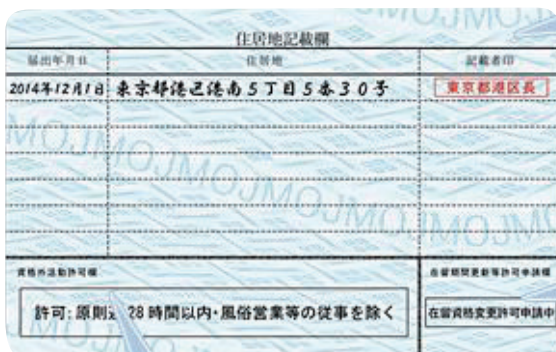 住居地記載欄
届出年月日 住居地 記載者印
2014年12月1日 東京都港区港南5丁目5番30号 東京都港区長
MOJMOJMOJMOJMOJ
資格外活動許可欄 在留期間更新等許可申請欄
許可:原則週28時間以内・風俗営業等の従事を除く 在留資格変更許可申請中